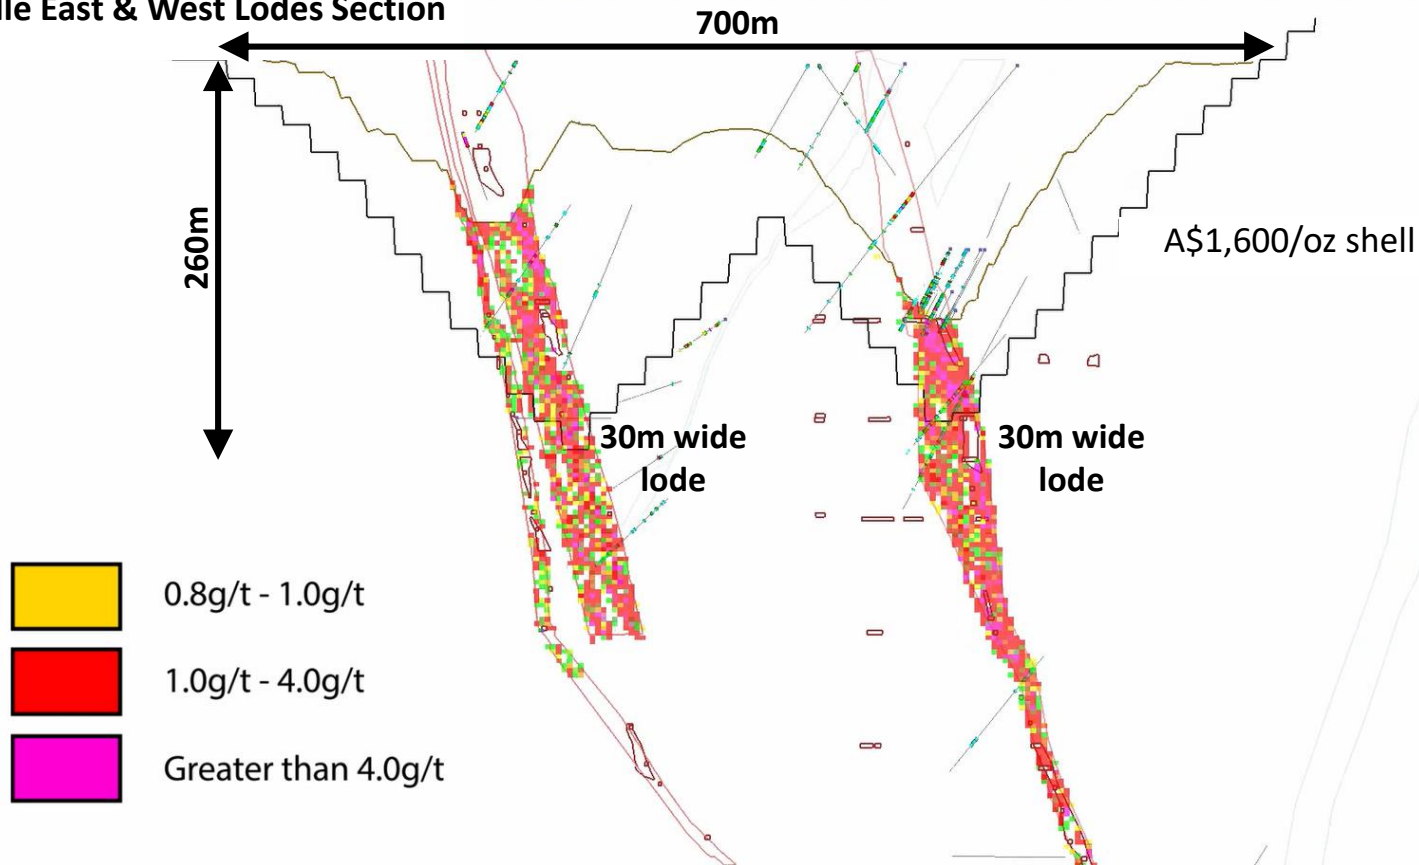 East & West Lodes Section
700m
260m
A$1,600/oz shell
30m wide
lode
30m wide
lode
0.8g/t - 1.0g/t
1.0g/t - 4.0g/t
Greater than 4.0g/t